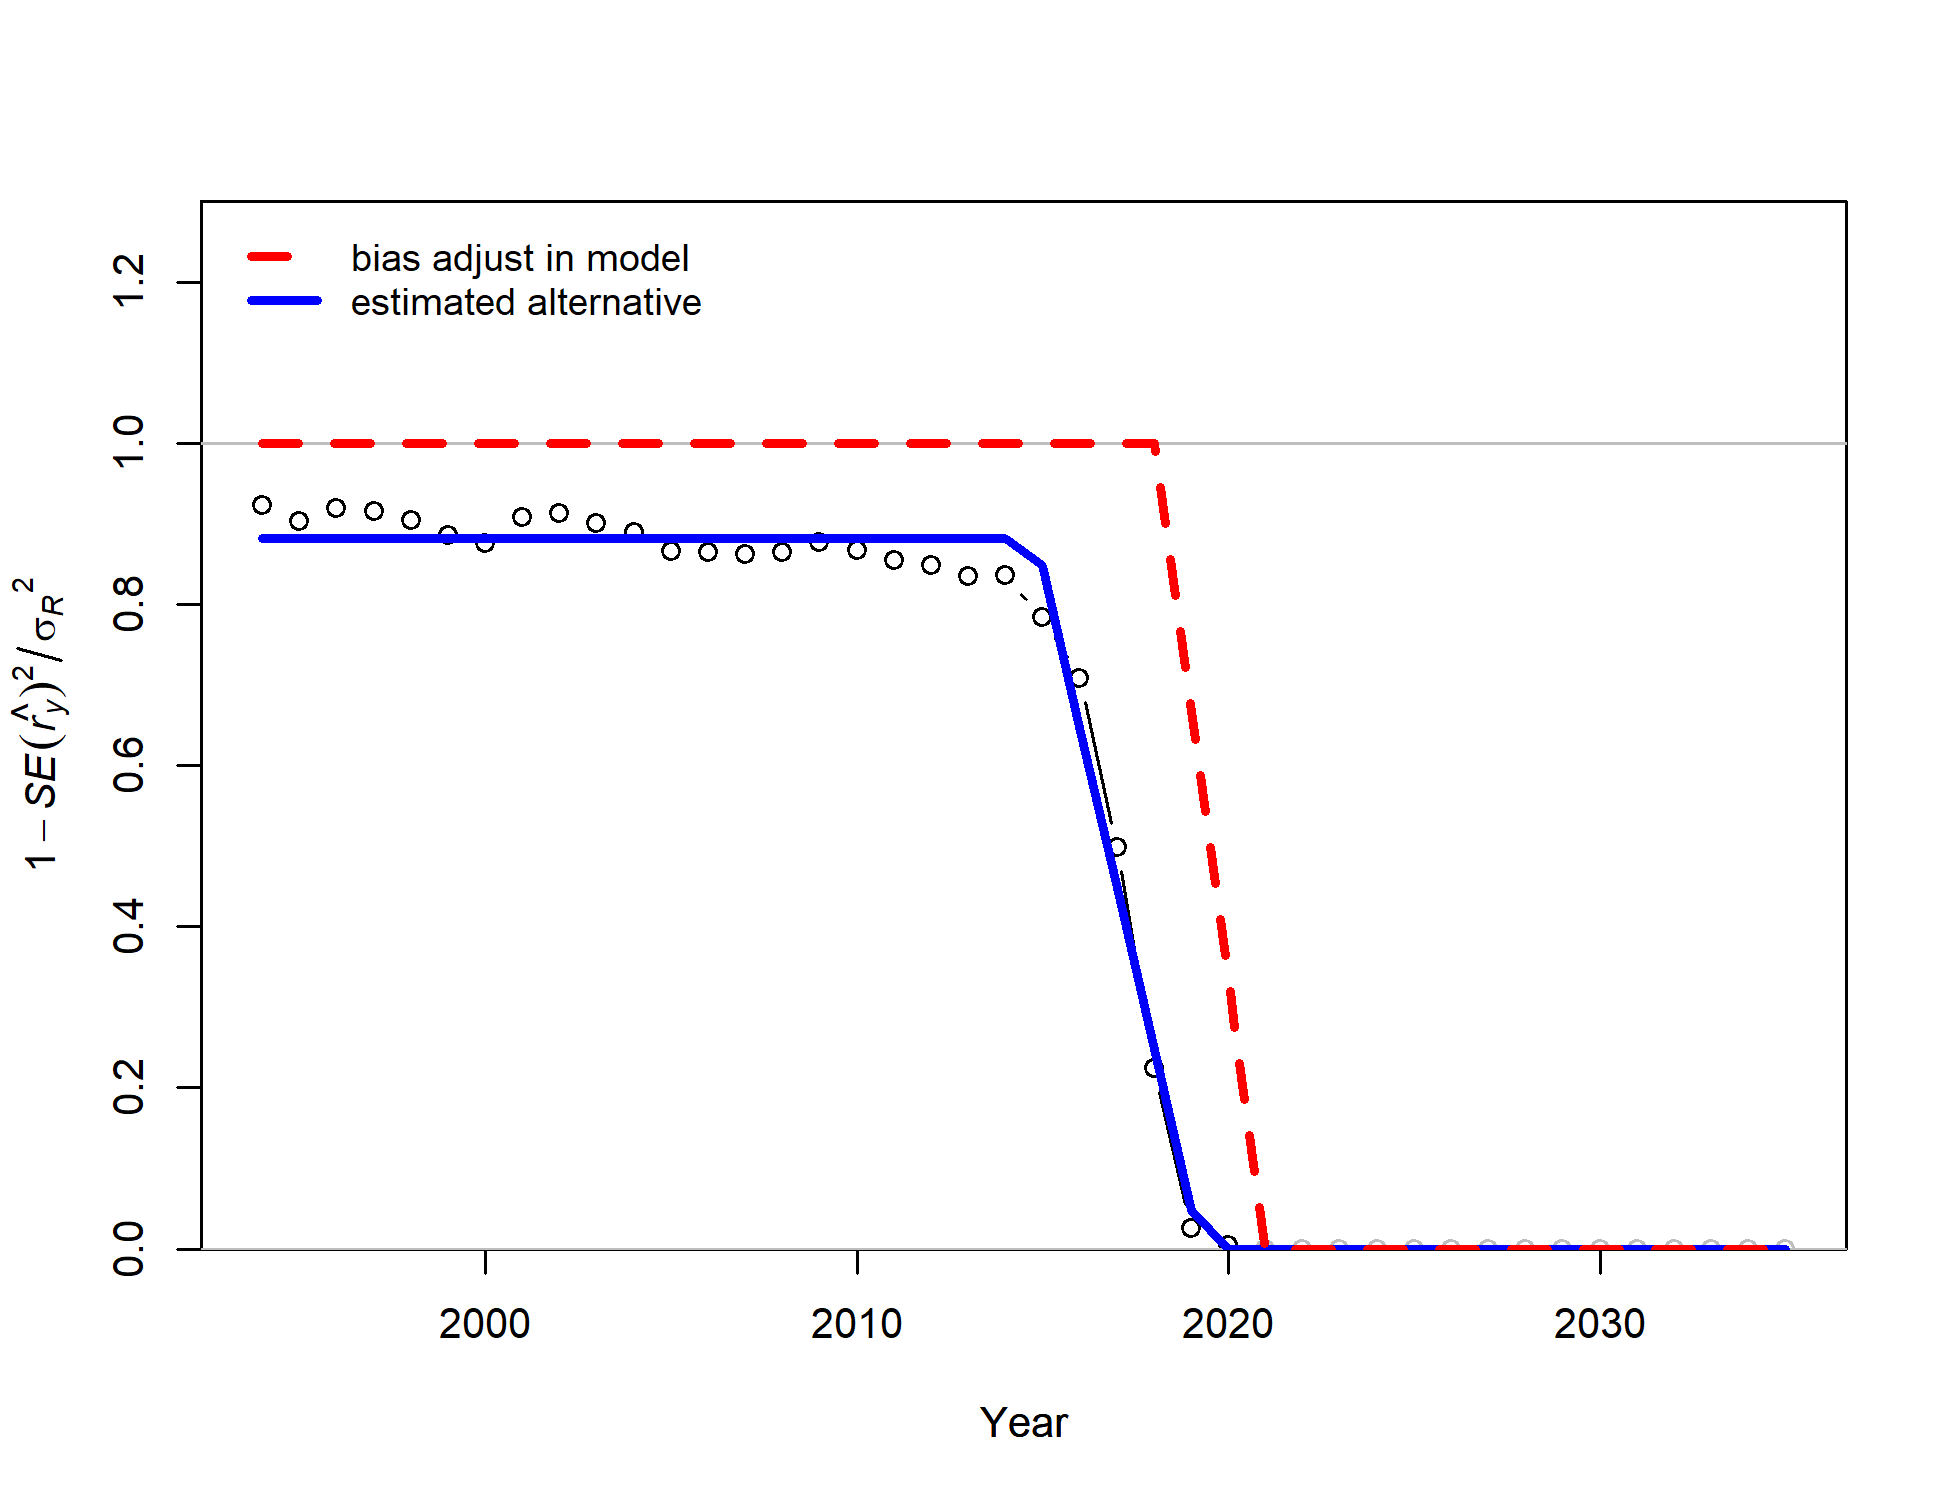 bias adjust in model
estimated alternative
1.2
1.0
0.8
0.6
0.4
0.2
0.0
1 − SE(r̂y)² / σR²
2000
2010
2020
2030
Year